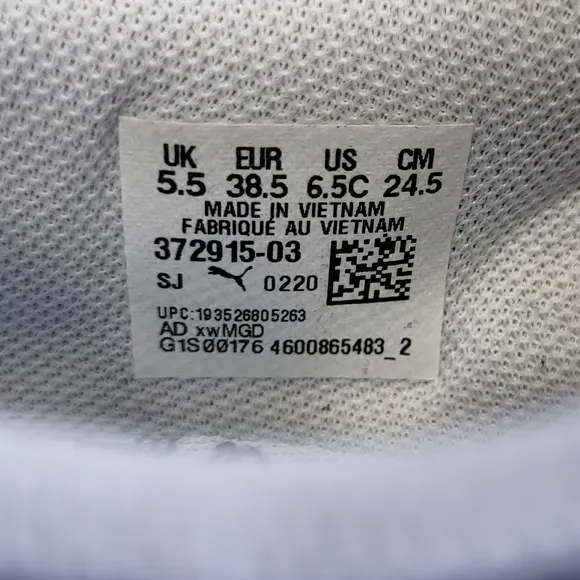 UK EUR US CM
5.5 38.5 6.5C 24.5
MADE IN VIETNAM
FABRIQUÉ AU VIETNAM
372915-03
SJ 0220
UPC:193526805263
AD xwMGD
G1S00176 4600865483_2